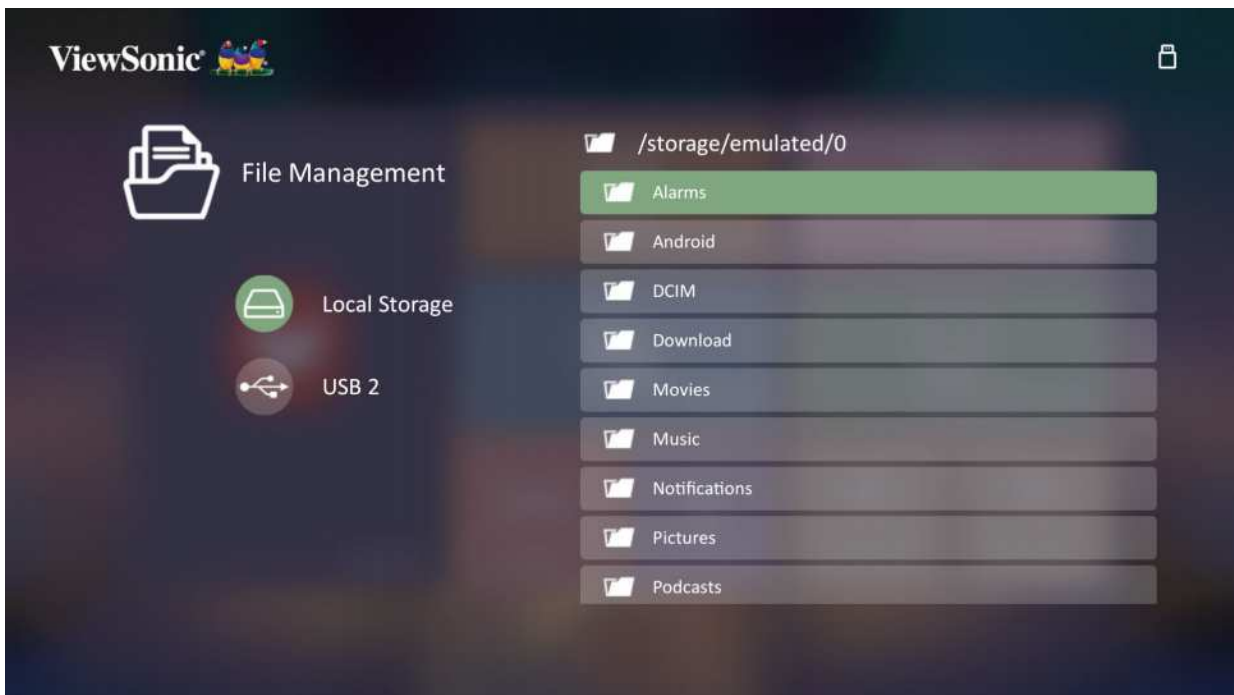 ViewSonic®
File Management
Local Storage
USB 2
/storage/emulated/0
Alarms
Android
DCIM
Download
Movies
Music
Notifications
Pictures
Podcasts